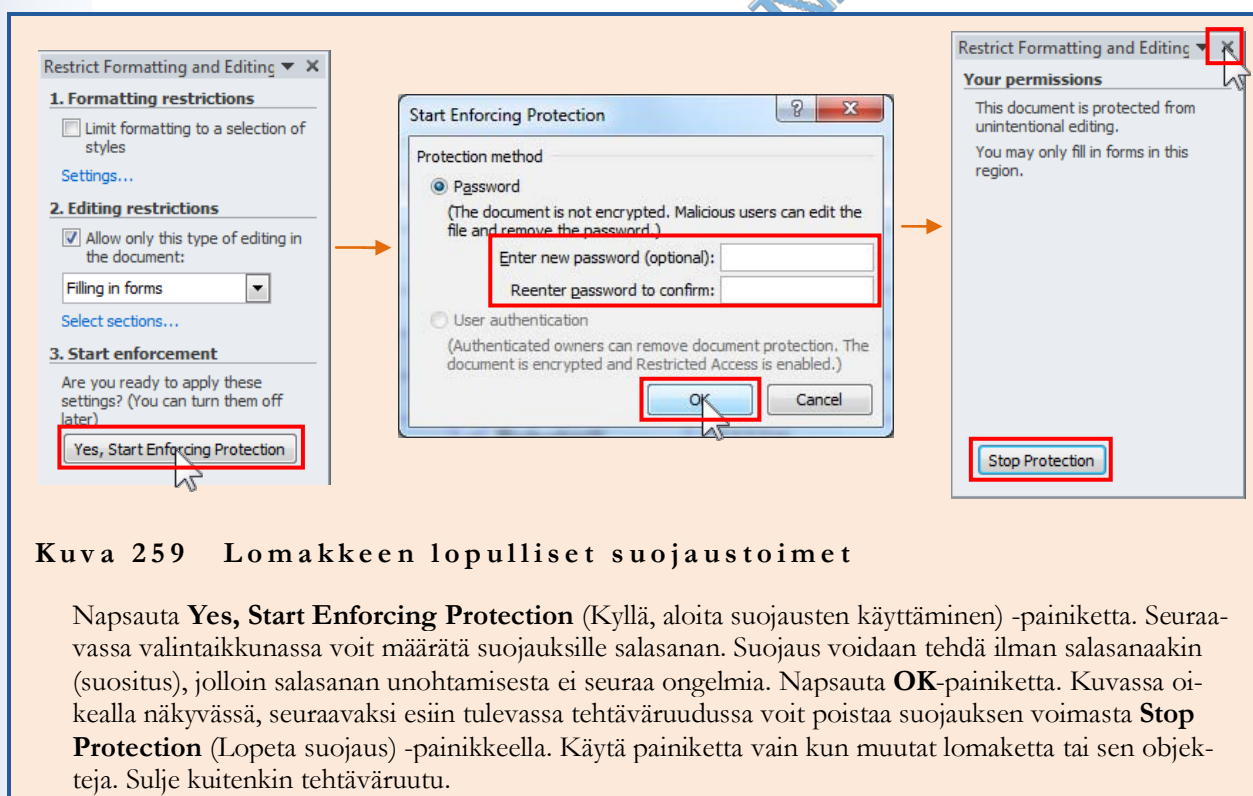 Restrict Formatting and Editing
1. Formatting restrictions
Limit formatting to a selection of
styles
Settings...
2. Editing restrictions
Allow only this type of editing in
the document:
Filling in forms
Select sections...
3. Start enforcement
Are you ready to apply these
settings? (You can turn them off
later)
Yes, Start Enforcing Protection
Start Enforcing Protection
Protection method
Password
(The document is not encrypted. Malicious users can edit the
file and remove the password.)
Enter new password (optional):
Reenter password to confirm:
User authentication
(Authenticated owners can remove document protection. The
document is encrypted and Restricted Access is enabled.)
OK
Cancel
Restrict Formatting and Editing
Your permissions
This document is protected from
unintentional editing.
You may only fill in forms in this
region.
Stop Protection
Kuva 259 Lomakkeen lopulliset suojaustoimet
Napsauta Yes, Start Enforcing Protection (Kyllä, aloita suojausten käyttäminen) -painiketta. Seuraa-
vassa valintaikkunassa voit määrätä suojauksille salasanan. Suojaus voidaan tehdä ilman salasanaakin
(suositus), jolloin salasanan unohtamisesta ei seuraa ongelmia. Napsauta OK-painiketta. Kuvassa oi-
kealla näkyvässä, seuraavaksi esiin tulevassa tehtäväruudussa voit poistaa suojauksen voimasta Stop
Protection (Lopeta suojaus) -painikkeella. Käytä painiketta vain kun muutat lomaketta tai sen objek-
teja. Sulje kuitenkin tehtäväruutu.